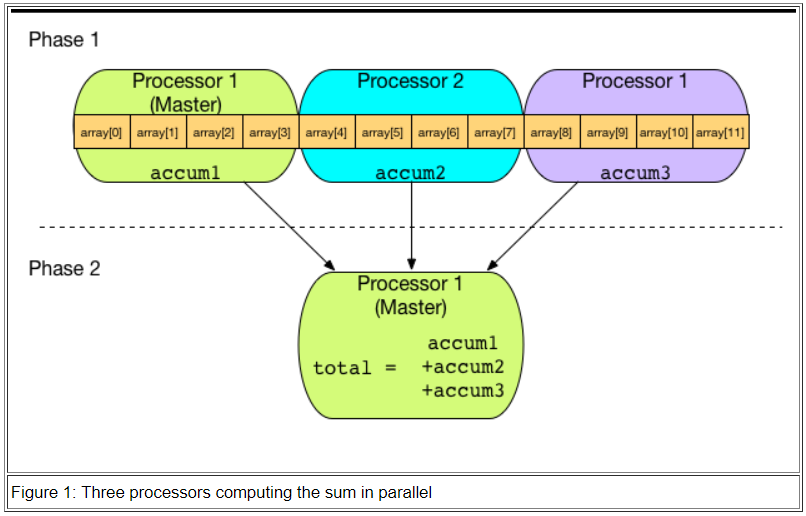 Phase 1
Processor 1 Processor 2 Processor 1
(Master)
array[0] array[1] array[2] array[3] array[4] array[5] array[6] array[7] array[8] array[9] array[10] array[11]
accum1 accum2 accum3
Phase 2
Processor 1
(Master)
accum1
total = +accum2
+accum3
Figure 1: Three processors computing the sum in parallel